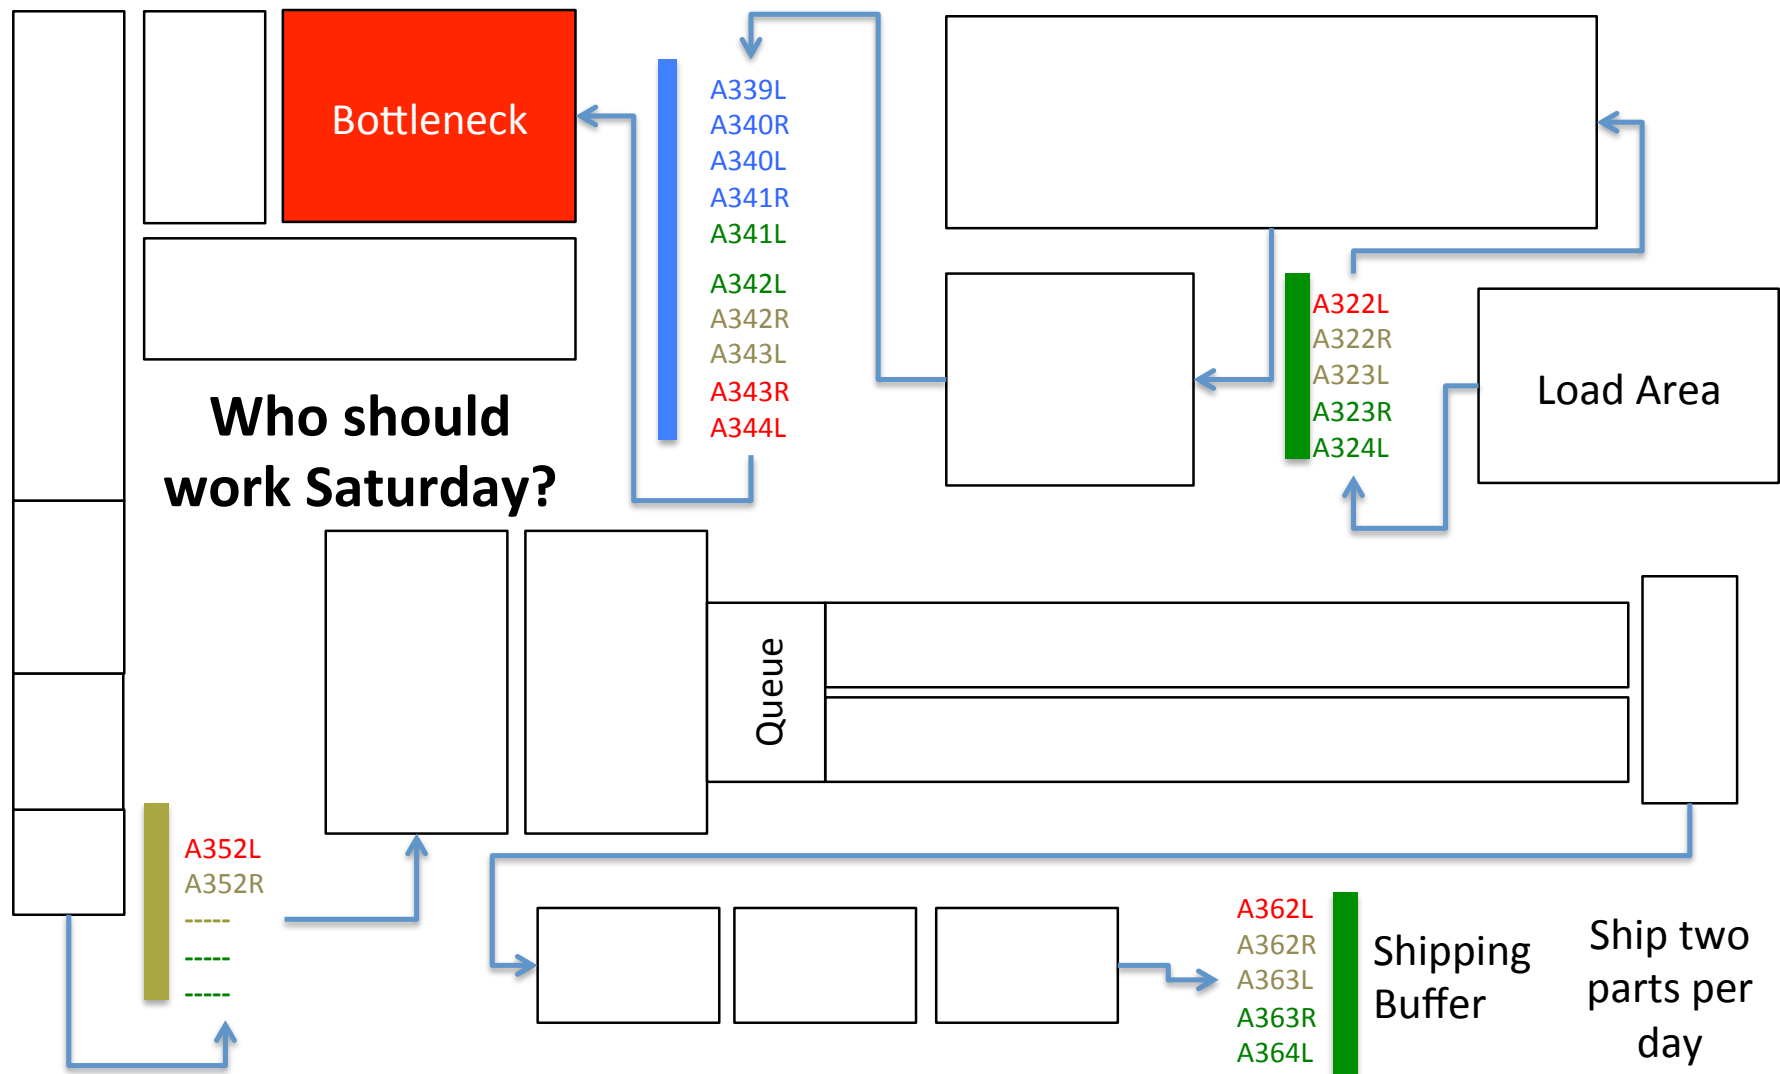 Bottleneck
A339L
A340R
A340L
A341R
A341L
A342L
A342R
A343L
A343R
A344L
A322L
A322R
A323L
A323R
A324L
Load Area
Who should
work Saturday?
Queue
A352L
A352R
-----
-----
-----
A362L
A362R
A363L
A363R
A364L
Shipping
Buffer
Ship two
parts per
day